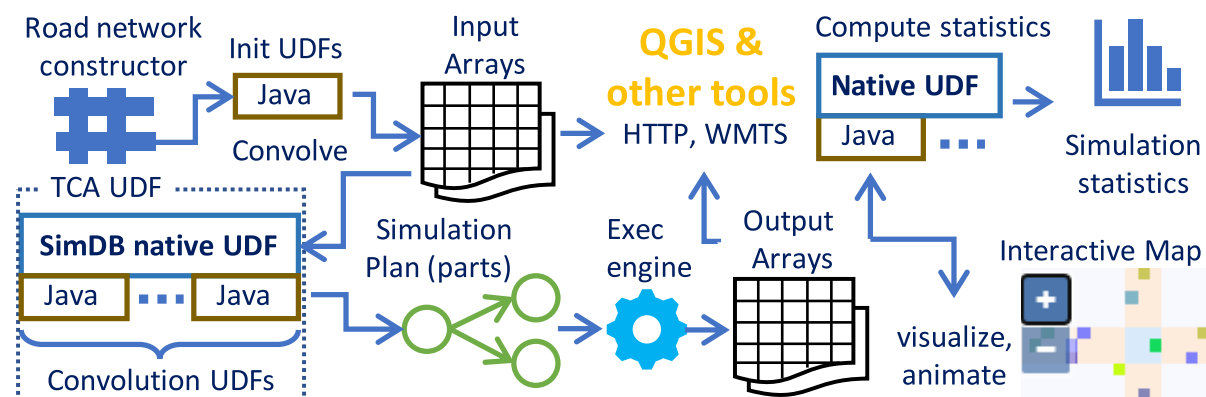 Road network
constructor
Init UDFs
Java
Convolve
Input
Arrays
QGIS &
other tools
HTTP, WMTS
Compute statistics
Native UDF
Java
Simulation
statistics
TCA UDF
SimDB native UDF
Java
Java
Convolution UDFs
Simulation
Plan (parts)
Exec
engine
Output
Arrays
Interactive Map
+
−
visualize,
animate